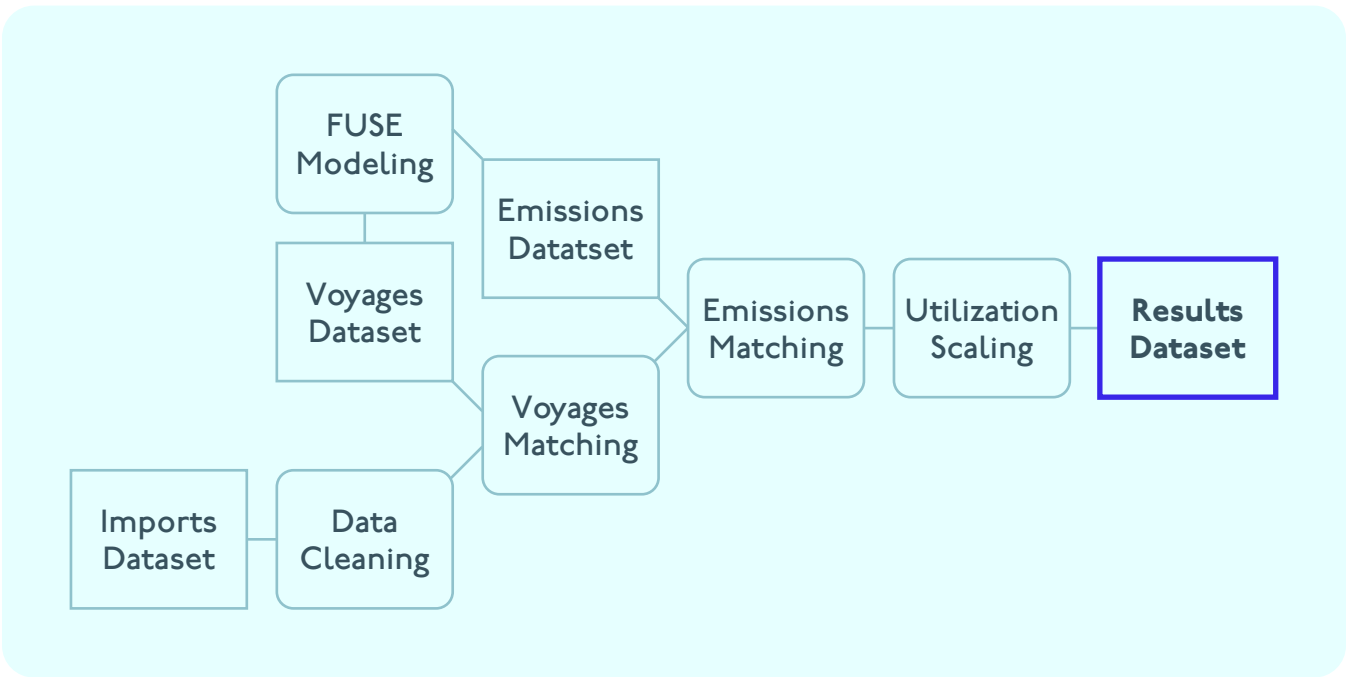 FUSE
Modeling
Emissions
Datatset
Voyages
Dataset
Emissions
Matching
Utilization
Scaling
Results
Dataset
Voyages
Matching
Imports
Dataset
Data
Cleaning